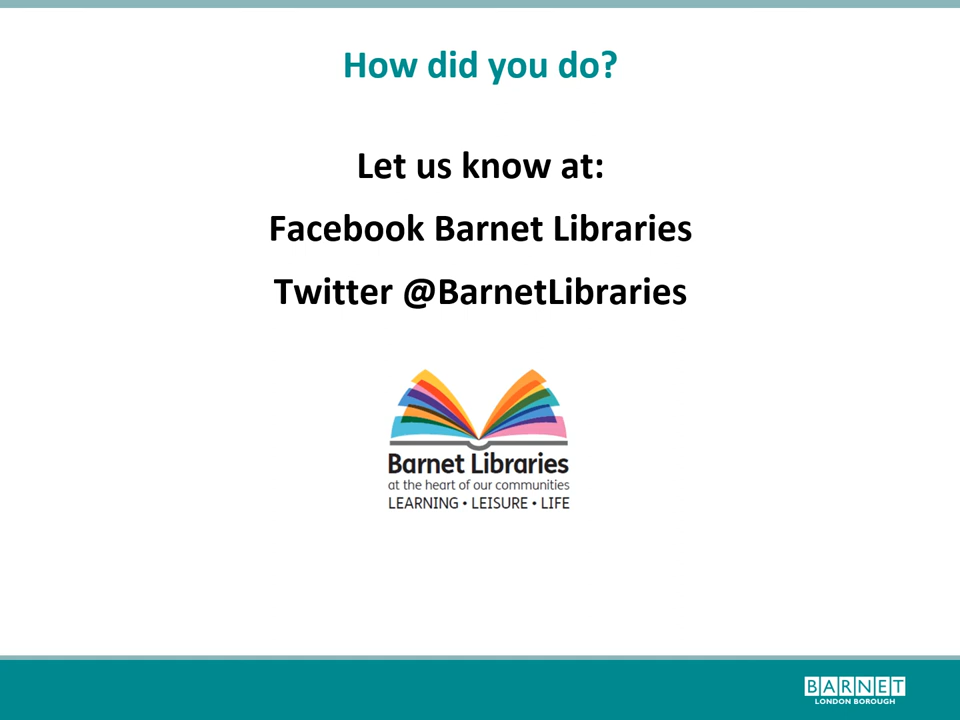 How did you do?
Let us know at:
Facebook Barnet Libraries
Twitter @BarnetLibraries
Barnet Libraries
at the heart of our communities
LEARNING • LEISURE • LIFE
BARNET
LONDON BOROUGH